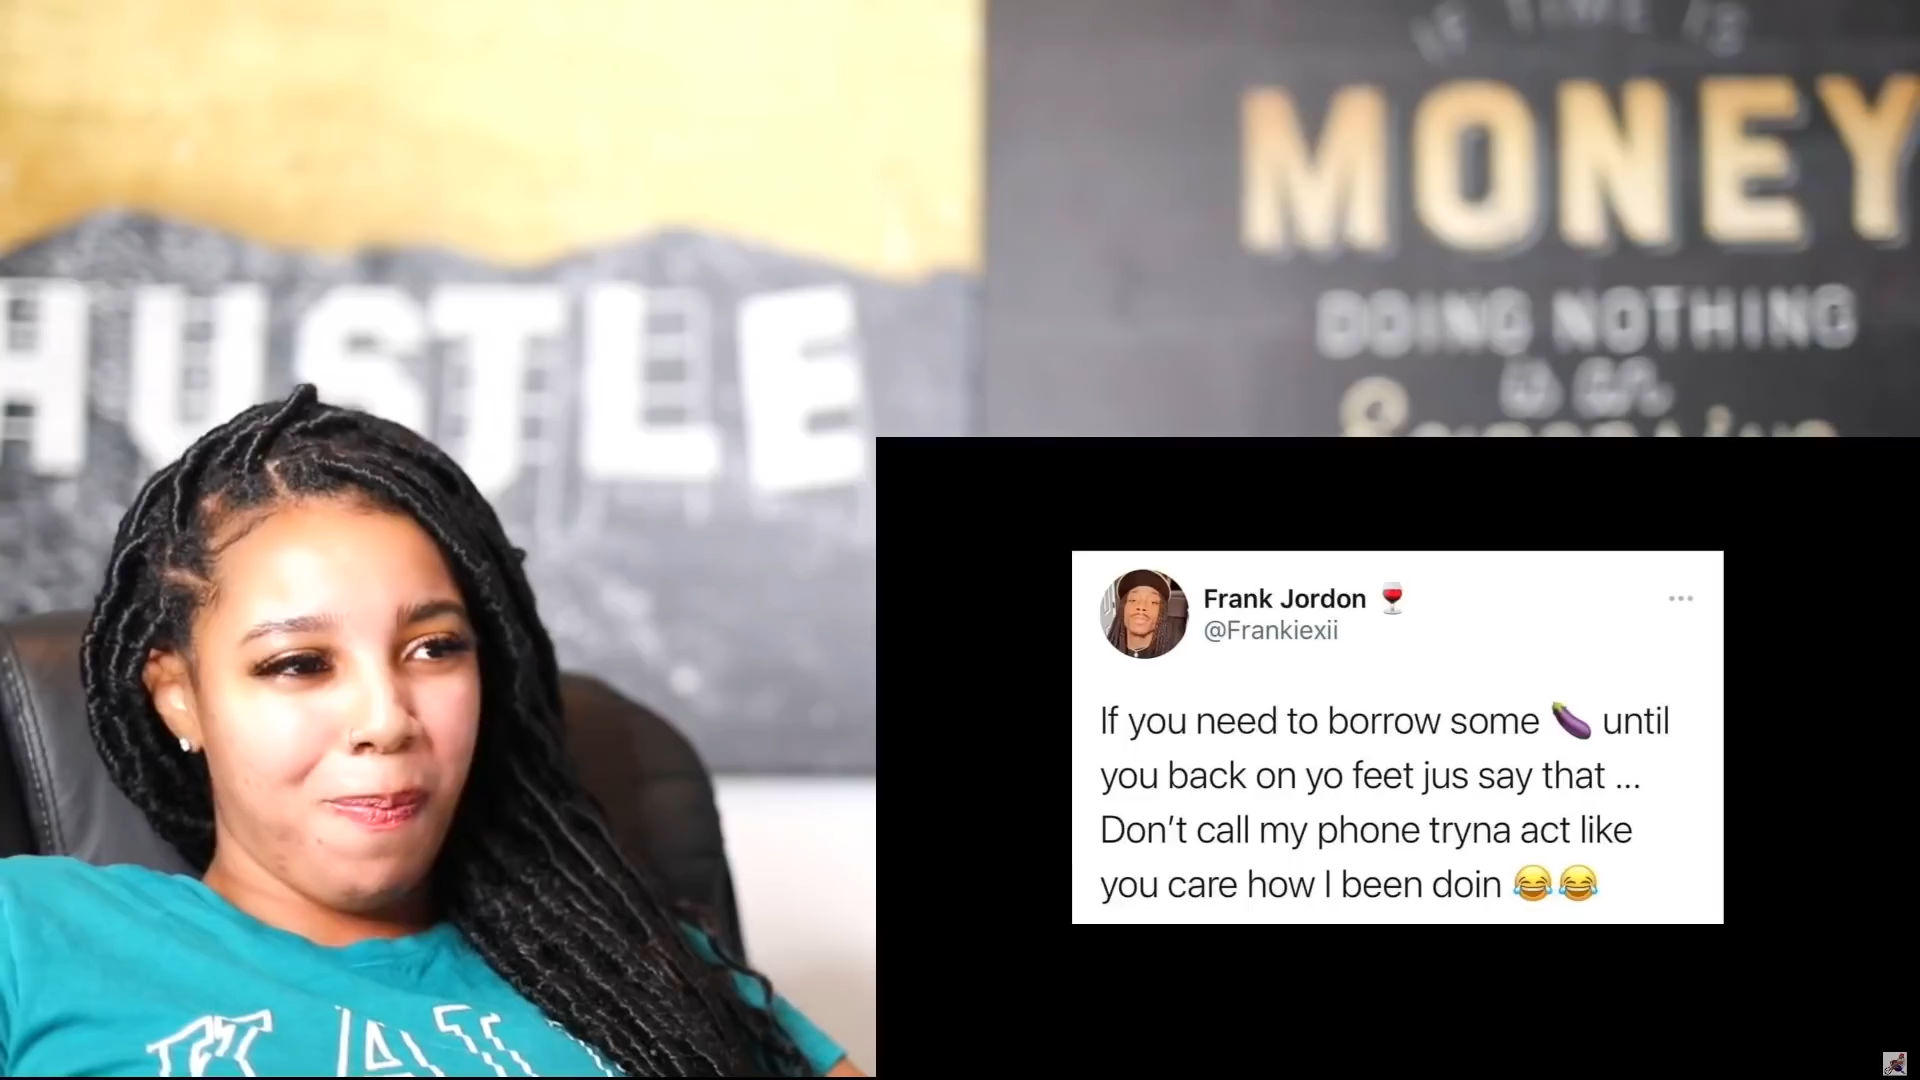 IF TIME IS
MONEY
DOING NOTHING
HUSTLE
Frank Jordon 🍷
@Frankiexii
If you need to borrow some 🍆 until
you back on yo feet jus say that ...
Don’t call my phone tryna act like
you care how I been doin 😂😂